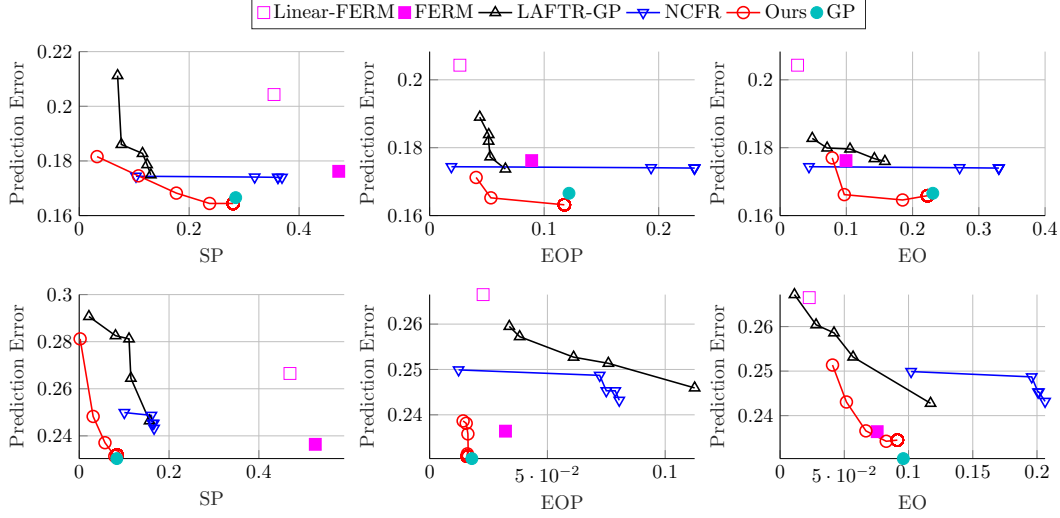 Linear-FERM FERM LAFTR-GP NCFR Ours GP
0.22
0.2
0.18
0.16
0 0.2 0.4
SP
Prediction Error
0.2
0.18
0.16
0 0.1 0.2
EOP
Prediction Error
0.2
0.18
0.16
0 0.1 0.2 0.3 0.4
EO
Prediction Error
0.3
0.28
0.26
0.24
0 0.2 0.4
SP
Prediction Error
0.26
0.24
0 5 · 10⁻² 0.1
EOP
Prediction Error
0.26
0.24
0 5 · 10⁻² 0.1 0.15 0.2
EO
Prediction Error